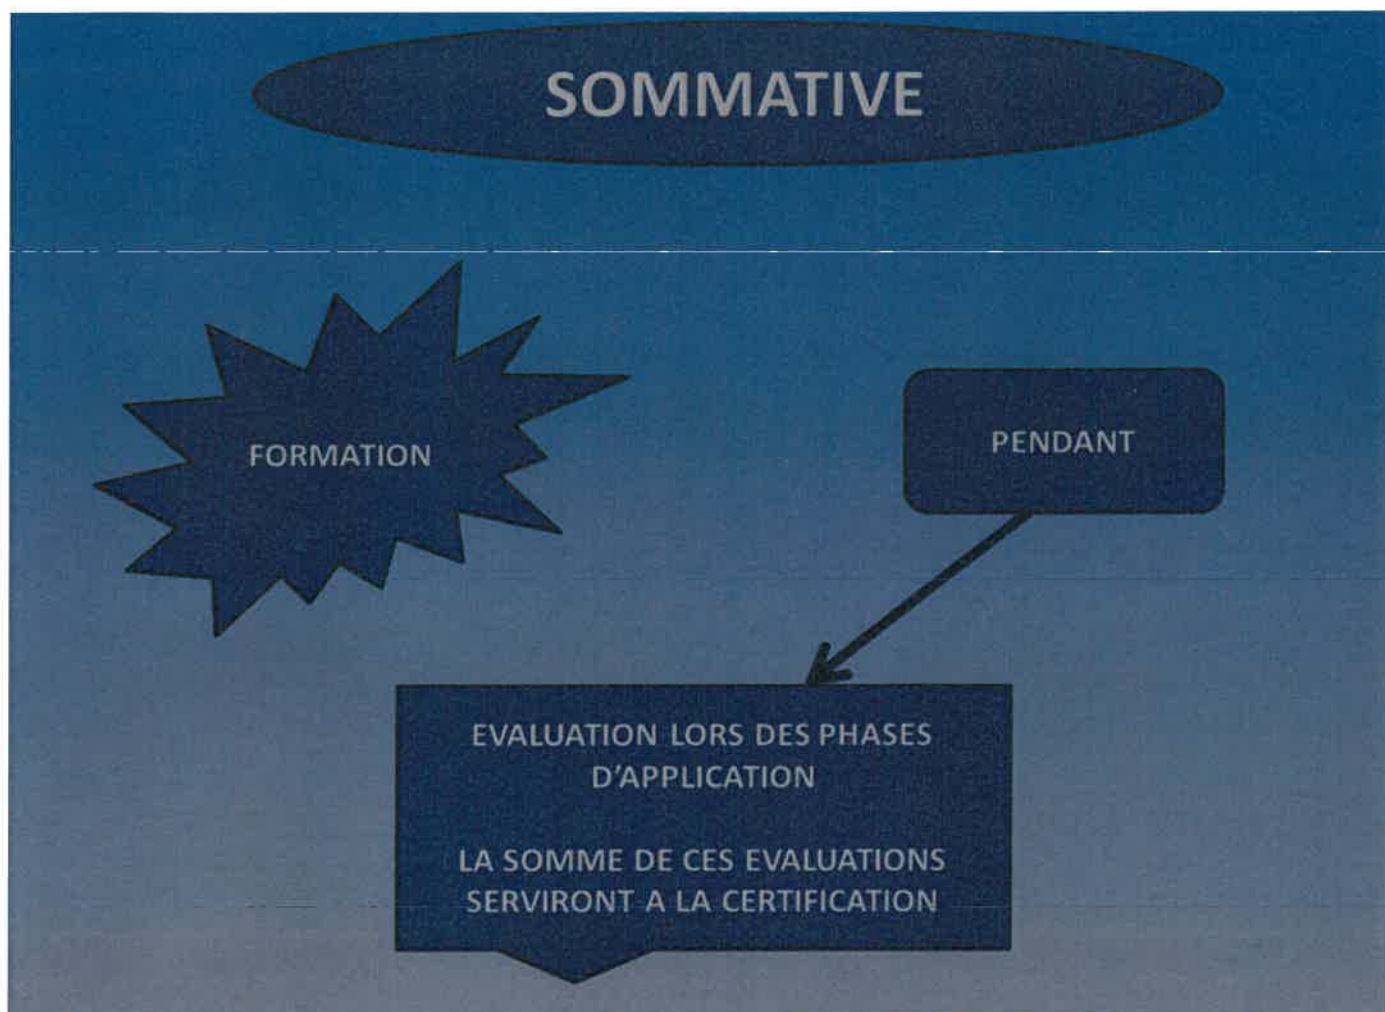 SOMMATIVE
FORMATION
PENDANT
EVALUATION LORS DES PHASES
D'APPLICATION
LA SOMME DE CES EVALUATIONS
SERVIRONT A LA CERTIFICATION